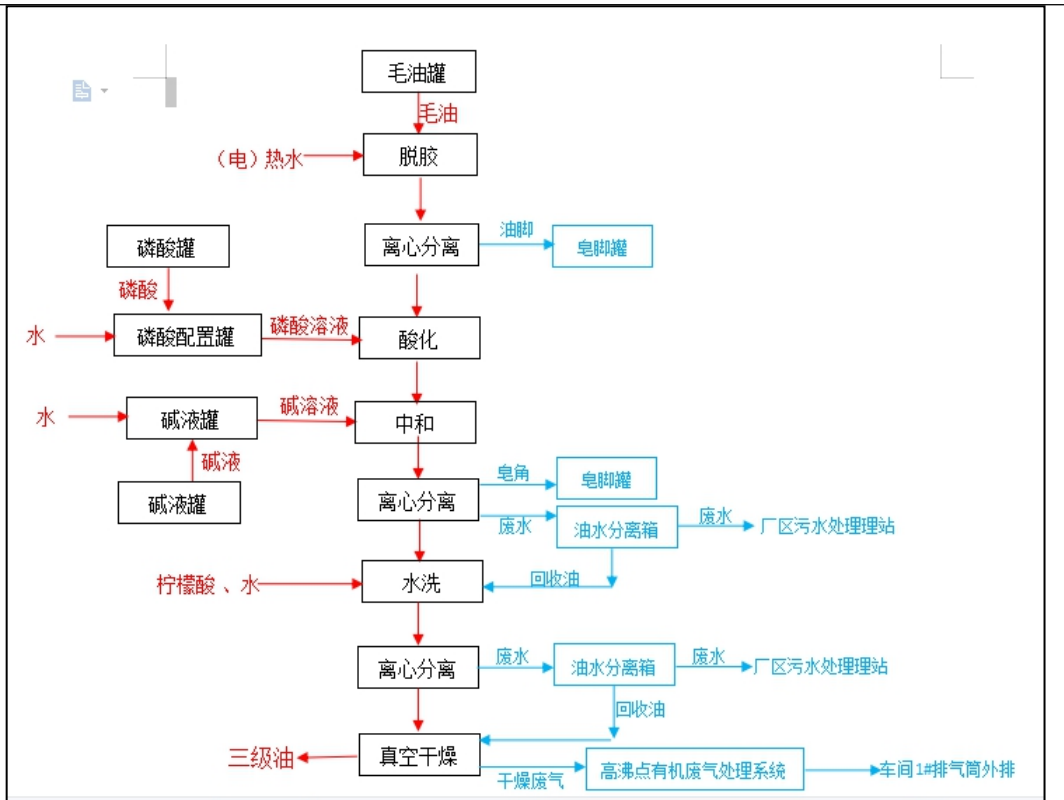 毛油罐
毛油
（电）热水
脱胶
离心分离
油脚
皂脚罐
磷酸罐
磷酸
水
磷酸配置罐
磷酸溶液
酸化
水
碱液罐
碱溶液
中和
碱液
碱液罐
离心分离
皂角
皂脚罐
废水
油水分离箱
废水
厂区污水处理理站
回收油
柠檬酸 、水
水洗
离心分离
废水
油水分离箱
废水
厂区污水处理理站
回收油
三级油
真空干燥
干燥废气
高沸点有机废气处理系统
车间1#排气筒外排